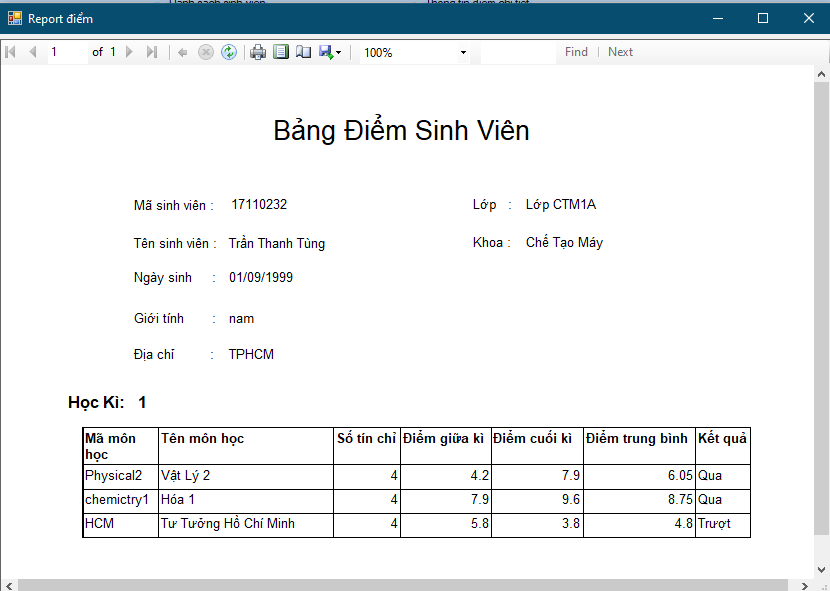 Report điểm
1 of 1 100% Find Next
Bảng Điểm Sinh Viên
Mã sinh viên : 17110232 Lớp : Lớp CTM1A
Tên sinh viên : Trần Thanh Tùng Khoa : Chế Tạo Máy
Ngày sinh : 01/09/1999
Giới tính : nam
Địa chỉ : TPHCM
Học Kì: 1
Mã môn học Tên môn học Số tín chỉ Điểm giữa kì Điểm cuối kì Điểm trung bình Kết quả
Physical2 Vật Lý 2 4 4.2 7.9 6.05 Qua
chemictry1 Hóa 1 4 7.9 9.6 8.75 Qua
HCM Tư Tưởng Hồ Chí Minh 4 5.8 3.8 4.8 Trượt